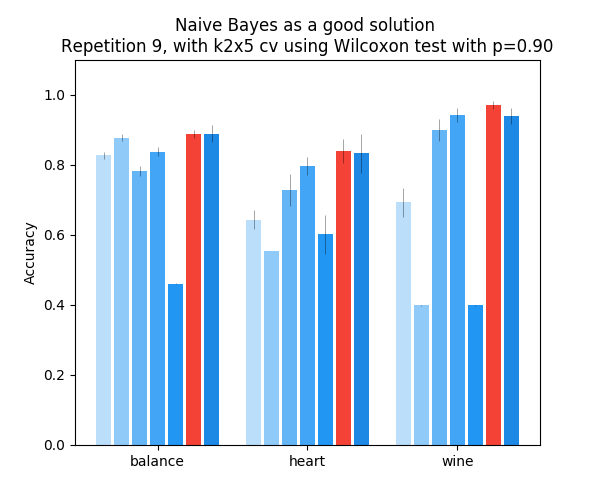 Naive Bayes as a good solution
Repetition 9, with k2x5 cv using Wilcoxon test with p=0.90
1.0
0.8
0.6
0.4
0.2
0.0
Accuracy
balance heart wine